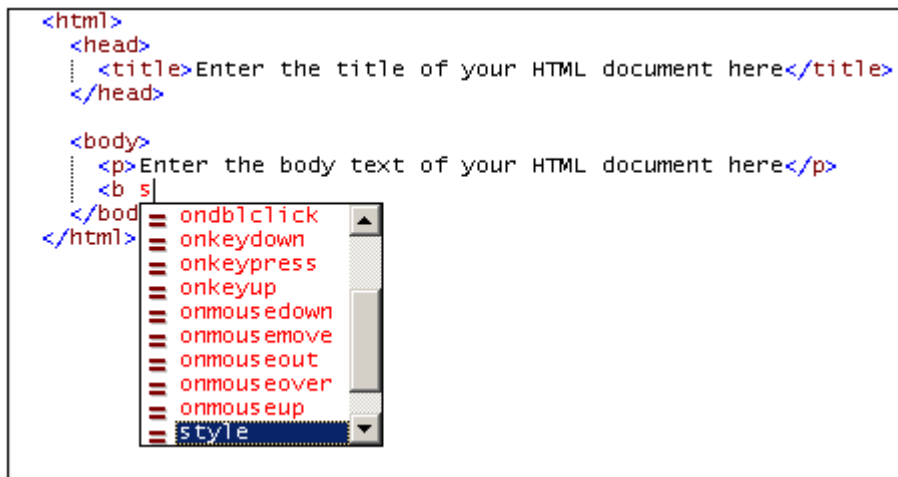 <html>
<head>
<title>Enter the title of your HTML document here</title>
</head>
<body>
<p>Enter the body text of your HTML document here</p>
<b s
</bod
</html>
ondblclick
onkeydown
onkeypress
onkeyup
onmousedown
onmousemove
onmouseout
onmouseover
onmouseup
style